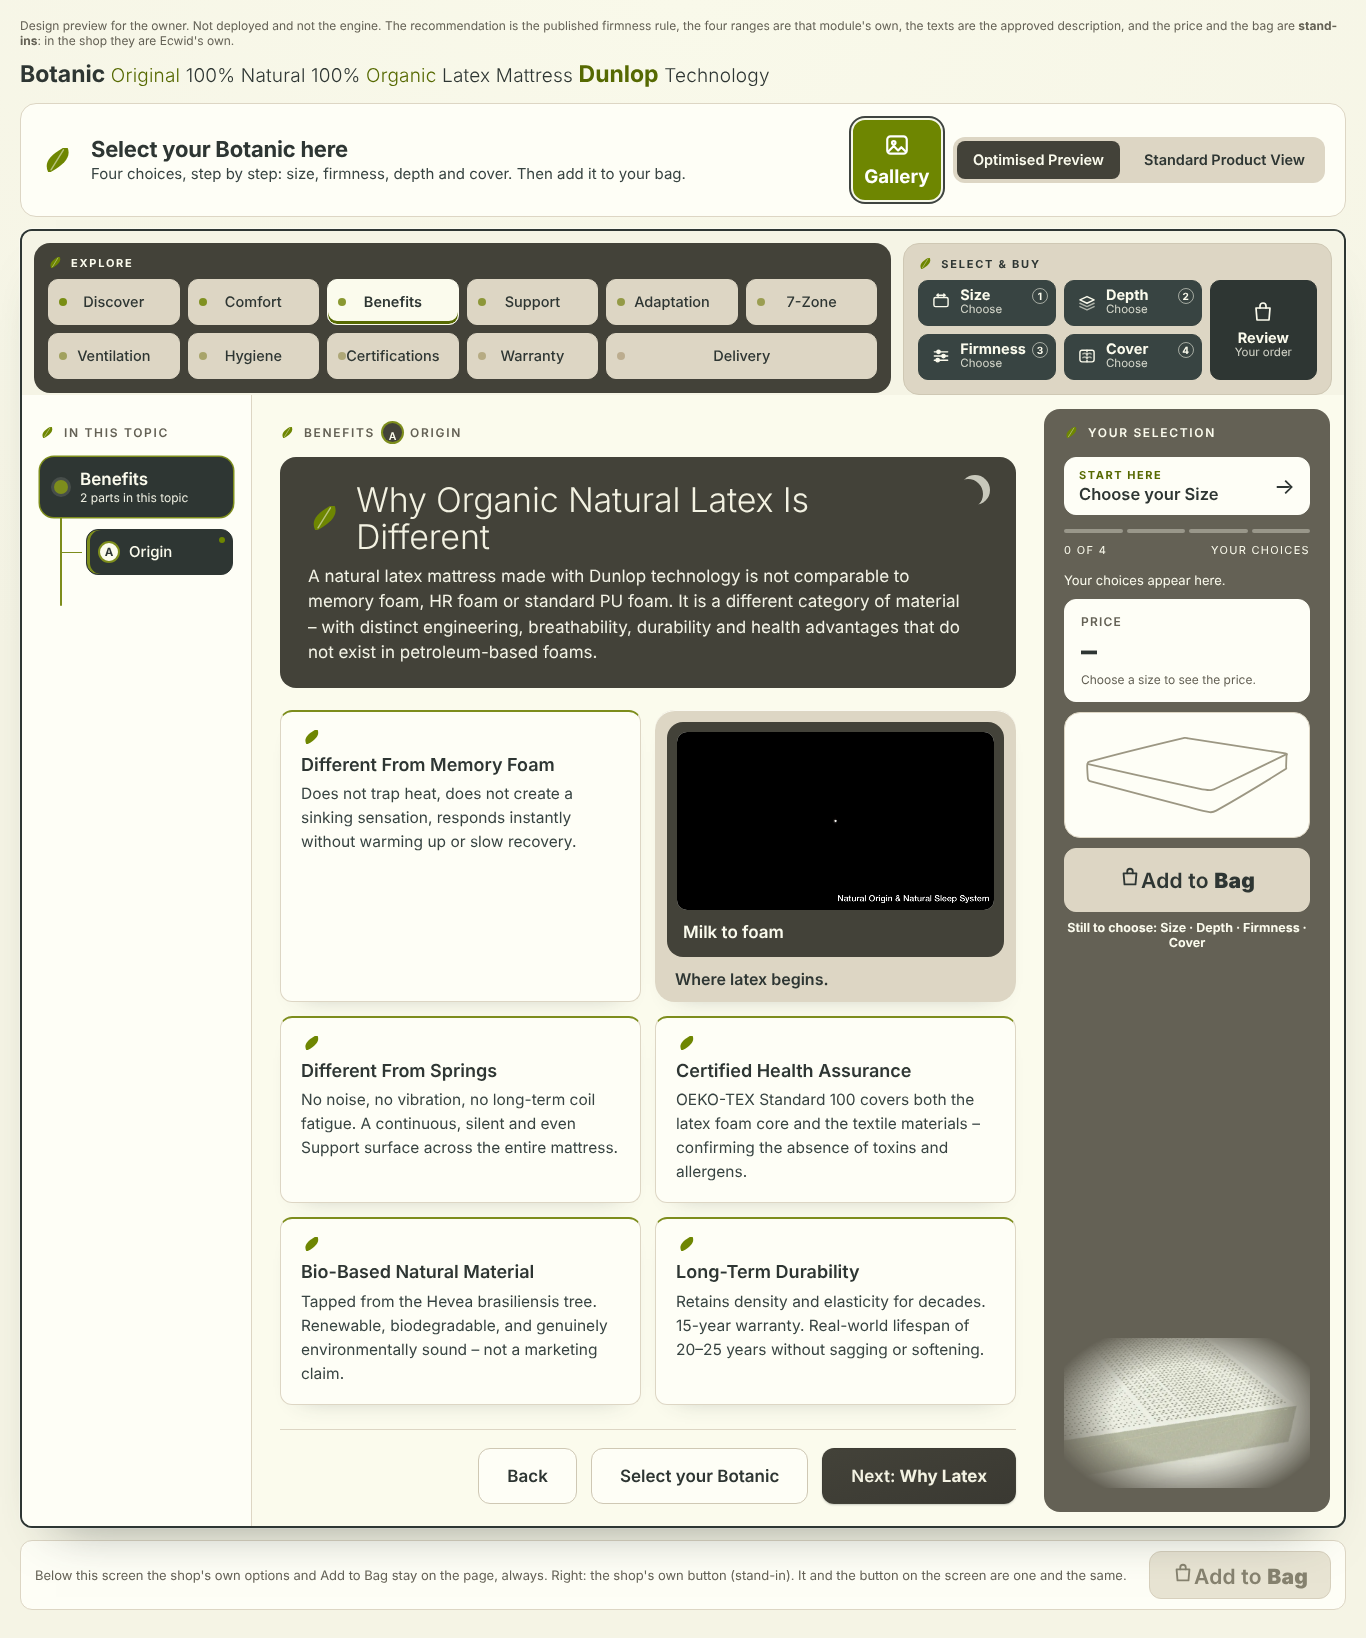 Design preview for the owner. Not deployed and not the engine. The recommendation is the published firmness rule, the four ranges are that module's own, the texts are the approved description, and the price and the bag are stand-
ins: in the shop they are Ecwid's own.
Botanic Original 100% Natural 100% Organic Latex Mattress Dunlop Technology
Select your Botanic here
Four choices, step by step: size, firmness, depth and cover. Then add it to your bag.
Gallery
Optimised Preview
Standard Product View
EXPLORE
Discover
Comfort
Benefits
Support
Adaptation
7-Zone
Ventilation
Hygiene
Certifications
Warranty
Delivery
SELECT & BUY
Size
Choose
1
Depth
Choose
2
Firmness
Choose
3
Cover
Choose
4
Review
Your order
IN THIS TOPIC
Benefits
2 parts in this topic
A Origin
BENEFITS A ORIGIN
Why Organic Natural Latex Is
Different
A natural latex mattress made with Dunlop technology is not comparable to
memory foam, HR foam or standard PU foam. It is a different category of material
– with distinct engineering, breathability, durability and health advantages that do
not exist in petroleum-based foams.
Different From Memory Foam
Does not trap heat, does not create a
sinking sensation, responds instantly
without warming up or slow recovery.
Natural Origin & Natural Sleep System
Milk to foam
Where latex begins.
Different From Springs
No noise, no vibration, no long-term coil
fatigue. A continuous, silent and even
Support surface across the entire mattress.
Certified Health Assurance
OEKO-TEX Standard 100 covers both the
latex foam core and the textile materials –
confirming the absence of toxins and
allergens.
Bio-Based Natural Material
Tapped from the Hevea brasiliensis tree.
Renewable, biodegradable, and genuinely
environmentally sound – not a marketing
claim.
Long-Term Durability
Retains density and elasticity for decades.
15-year warranty. Real-world lifespan of
20–25 years without sagging or softening.
Back
Select your Botanic
Next: Why Latex
YOUR SELECTION
START HERE
Choose your Size →
0 OF 4
YOUR CHOICES
Your choices appear here.
PRICE
–
Choose a size to see the price.
Add to Bag
Still to choose: Size · Depth · Firmness ·
Cover
Below this screen the shop's own options and Add to Bag stay on the page, always. Right: the shop's own button (stand-in). It and the button on the screen are one and the same.
Add to Bag